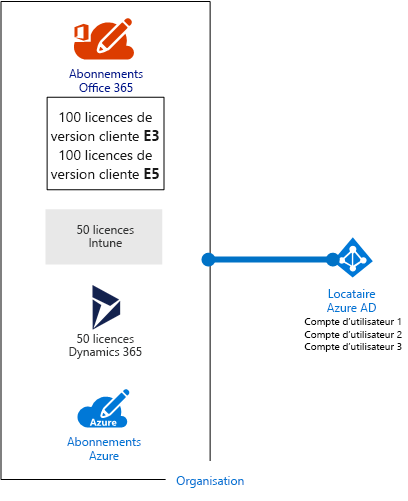 Abonnements
Office 365
100 licences de
version cliente E3
100 licences de
version cliente E5
50 licences
Intune
50 licences
Dynamics 365
Azure
Abonnements
Azure
Locataire
Azure AD
Compte d'utilisateur 1
Compte d'utilisateur 2
Compte d'utilisateur 3
Organisation